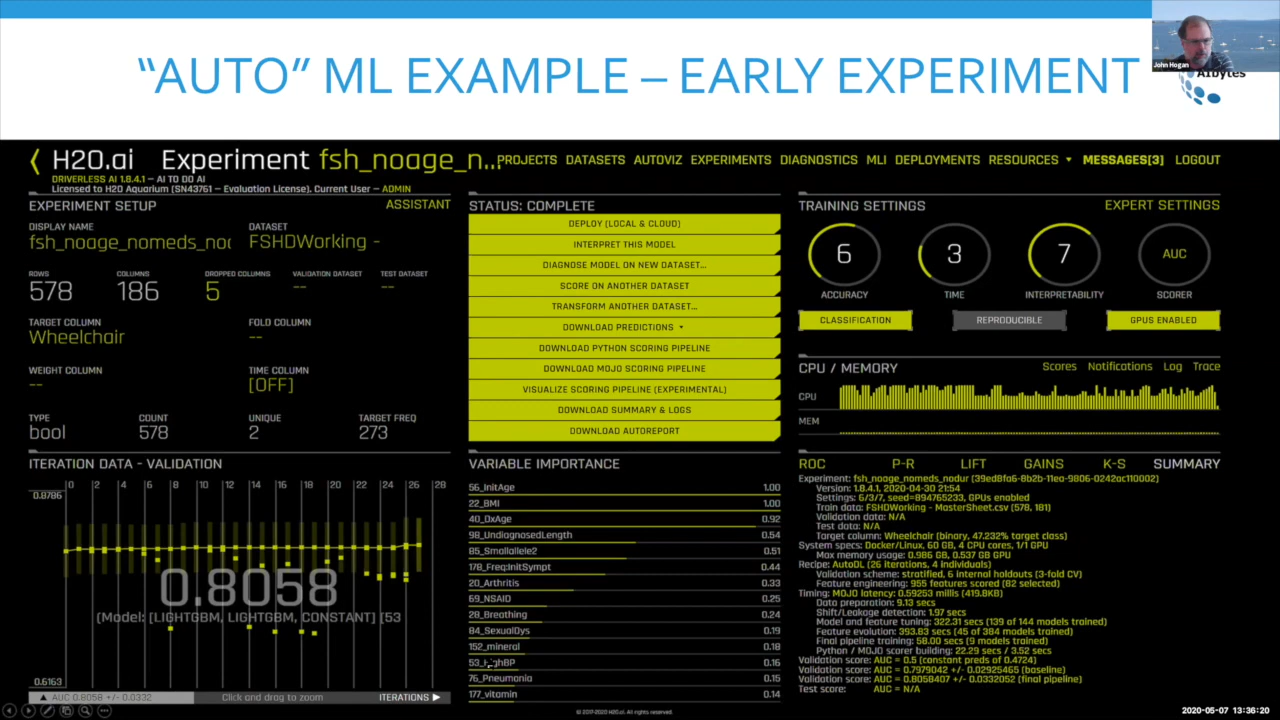 “AUTO” ML EXAMPLE – EARLY EXPERIMENT
John Hogan
AIbytes
H2O.ai Experiment fsh_noage_n...
PROJECTS DATASETS AUTOVIZ EXPERIMENTS DIAGNOSTICS MLI DEPLOYMENTS RESOURCES MESSAGES[3] LOGOUT
DRIVERLESS AI 1.8.4.1 – AI TO DO AI
Licensed to H2O Aquarium (SN43761 – Evaluation License). Current User – ADMIN
EXPERIMENT SETUP ASSISTANT
DISPLAY NAME DATASET
fsh_noage_nomeds_no FSHDWorking -
ROWS COLUMNS DROPPED COLUMNS VALIDATION DATASET TEST DATASET
578 186 5 -- --
TARGET COLUMN FOLD COLUMN
Wheelchair --
WEIGHT COLUMN TIME COLUMN
-- [OFF]
TYPE COUNT UNIQUE TARGET FREQ
bool 578 2 273
ITERATION DATA - VALIDATION
0 2 4 6 8 10 12 14 16 18 20 22 24 26 28
0.8786
0.8058
(Model: [LIGHTGBM, LIGHTGBM, CONSTANT] [53
0.6163
▲ AUC 0.8058 +/- 0.0332 Click and drag to zoom ITERATIONS ▶
STATUS: COMPLETE
DEPLOY (LOCAL & CLOUD)
INTERPRET THIS MODEL
DIAGNOSE MODEL ON NEW DATASET...
SCORE ON ANOTHER DATASET
TRANSFORM ANOTHER DATASET...
DOWNLOAD PREDICTIONS
DOWNLOAD PYTHON SCORING PIPELINE
DOWNLOAD MOJO SCORING PIPELINE
VISUALIZE SCORING PIPELINE (EXPERIMENTAL)
DOWNLOAD SUMMARY & LOGS
DOWNLOAD AUTOREPORT
VARIABLE IMPORTANCE
56_InitAge 1.00
22_BMI 1.00
40_DxAge 0.92
98_UndiagnosedLength 0.54
85_Smallallele2 0.51
178_Freq:InitSympt 0.44
20_Arthritis 0.33
69_NSAID 0.25
28_Breathing 0.24
84_SexualDys 0.19
152_mineral 0.18
53_HighBP 0.16
76_Pneumonia 0.15
177_vitamin 0.14
© 2017-2020 H2O.ai. All rights reserved.
TRAINING SETTINGS EXPERT SETTINGS
6 3 7 AUC
ACCURACY TIME INTERPRETABILITY SCORER
CLASSIFICATION REPRODUCIBLE GPUS ENABLED
CPU / MEMORY Scores Notifications Log Trace
CPU
MEM
ROC P-R LIFT GAINS K-S SUMMARY
Experiment: fsh_noage_nomeds_nodur (39ed8fa6-8b2b-11ea-9806-0242ac110002)
Version: 1.8.4.1, 2020-04-30 21:54
Settings: 6/3/7, seed=894765233, GPUs enabled
Train data: FSHDWorking - MasterSheet.csv (578, 181)
Validation data: N/A
Test data: N/A
Target column: Wheelchair (binary, 47.232% target class)
System specs: Docker/Linux, 60 GB, 4 CPU cores, 1/1 GPU
Max memory usage: 0.986 GB, 0.537 GB GPU
Recipe: AutoDL (26 iterations, 4 individuals)
Validation scheme: stratified, 6 internal holdouts (3-fold CV)
Feature engineering: 955 features scored (82 selected)
Timing: MOJO latency: 0.59253 millis (419.8KB)
Data preparation: 9.13 secs
Shift/Leakage detection: 1.97 secs
Model and feature tuning: 322.31 secs (139 of 144 models trained)
Feature evolution: 393.83 secs (45 of 384 models trained)
Final pipeline training: 58.00 secs (9 models trained)
Python / MOJO scorer building: 22.29 secs / 3.52 secs
Validation score: AUC = 0.5 (constant preds of 0.4724)
Validation score: AUC = 0.7979042 +/- 0.02925465 (baseline)
Validation score: AUC = 0.8058407 +/- 0.0332052 (final pipeline)
Test score: AUC = N/A
2020-05-07 13:36:20